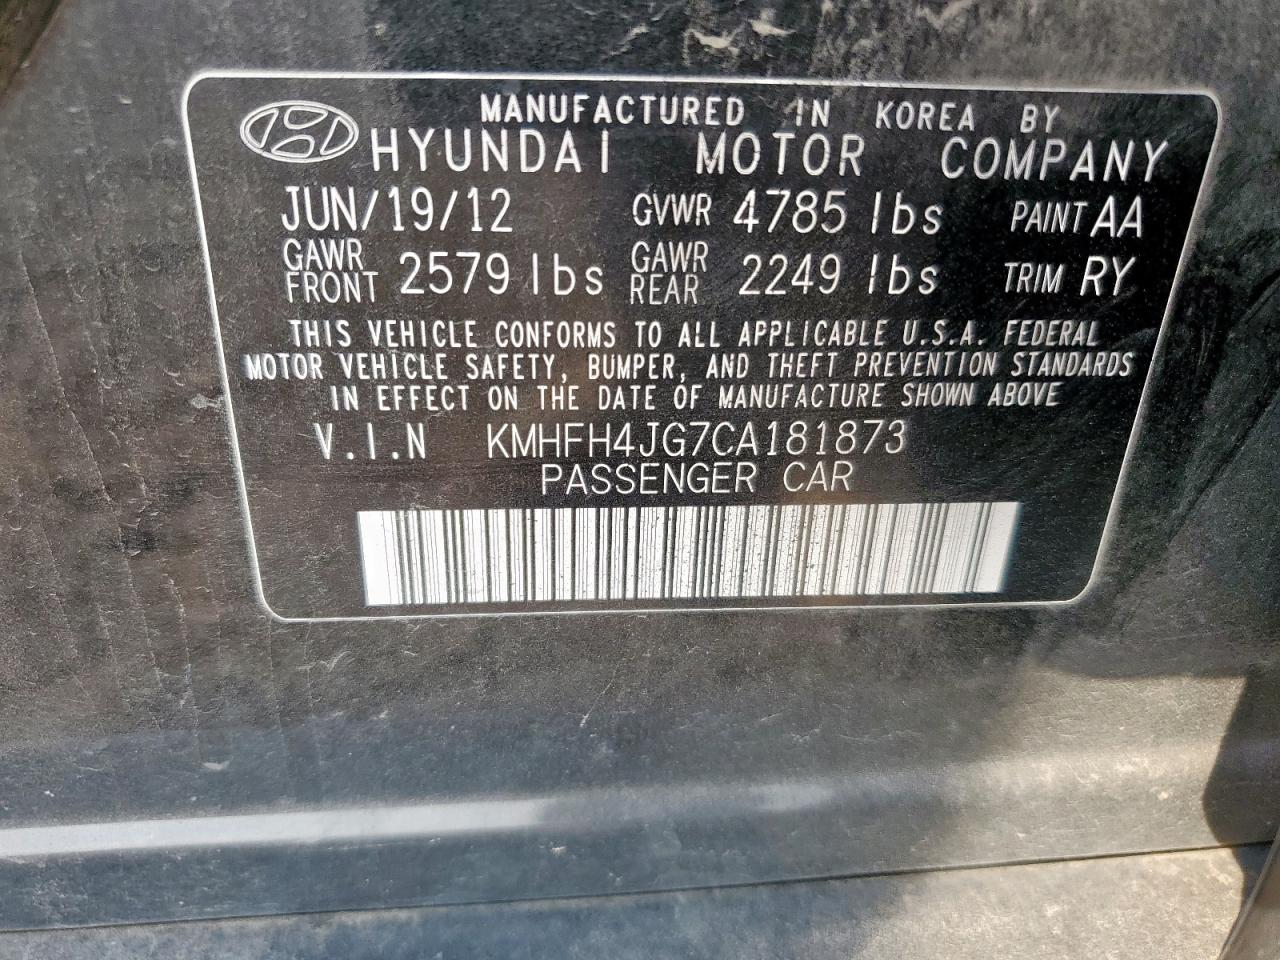 MANUFACTURED IN KOREA BY
HYUNDAI MOTOR COMPANY
JUN/19/12 GVWR 4785 lbs PAINT AA
GAWR FRONT 2579 lbs GAWR REAR 2249 lbs TRIM RY
THIS VEHICLE CONFORMS TO ALL APPLICABLE U.S.A. FEDERAL
MOTOR VEHICLE SAFETY, BUMPER, AND THEFT PREVENTION STANDARDS
IN EFFECT ON THE DATE OF MANUFACTURE SHOWN ABOVE
V.I.N KMHFH4JG7CA181873
PASSENGER CAR